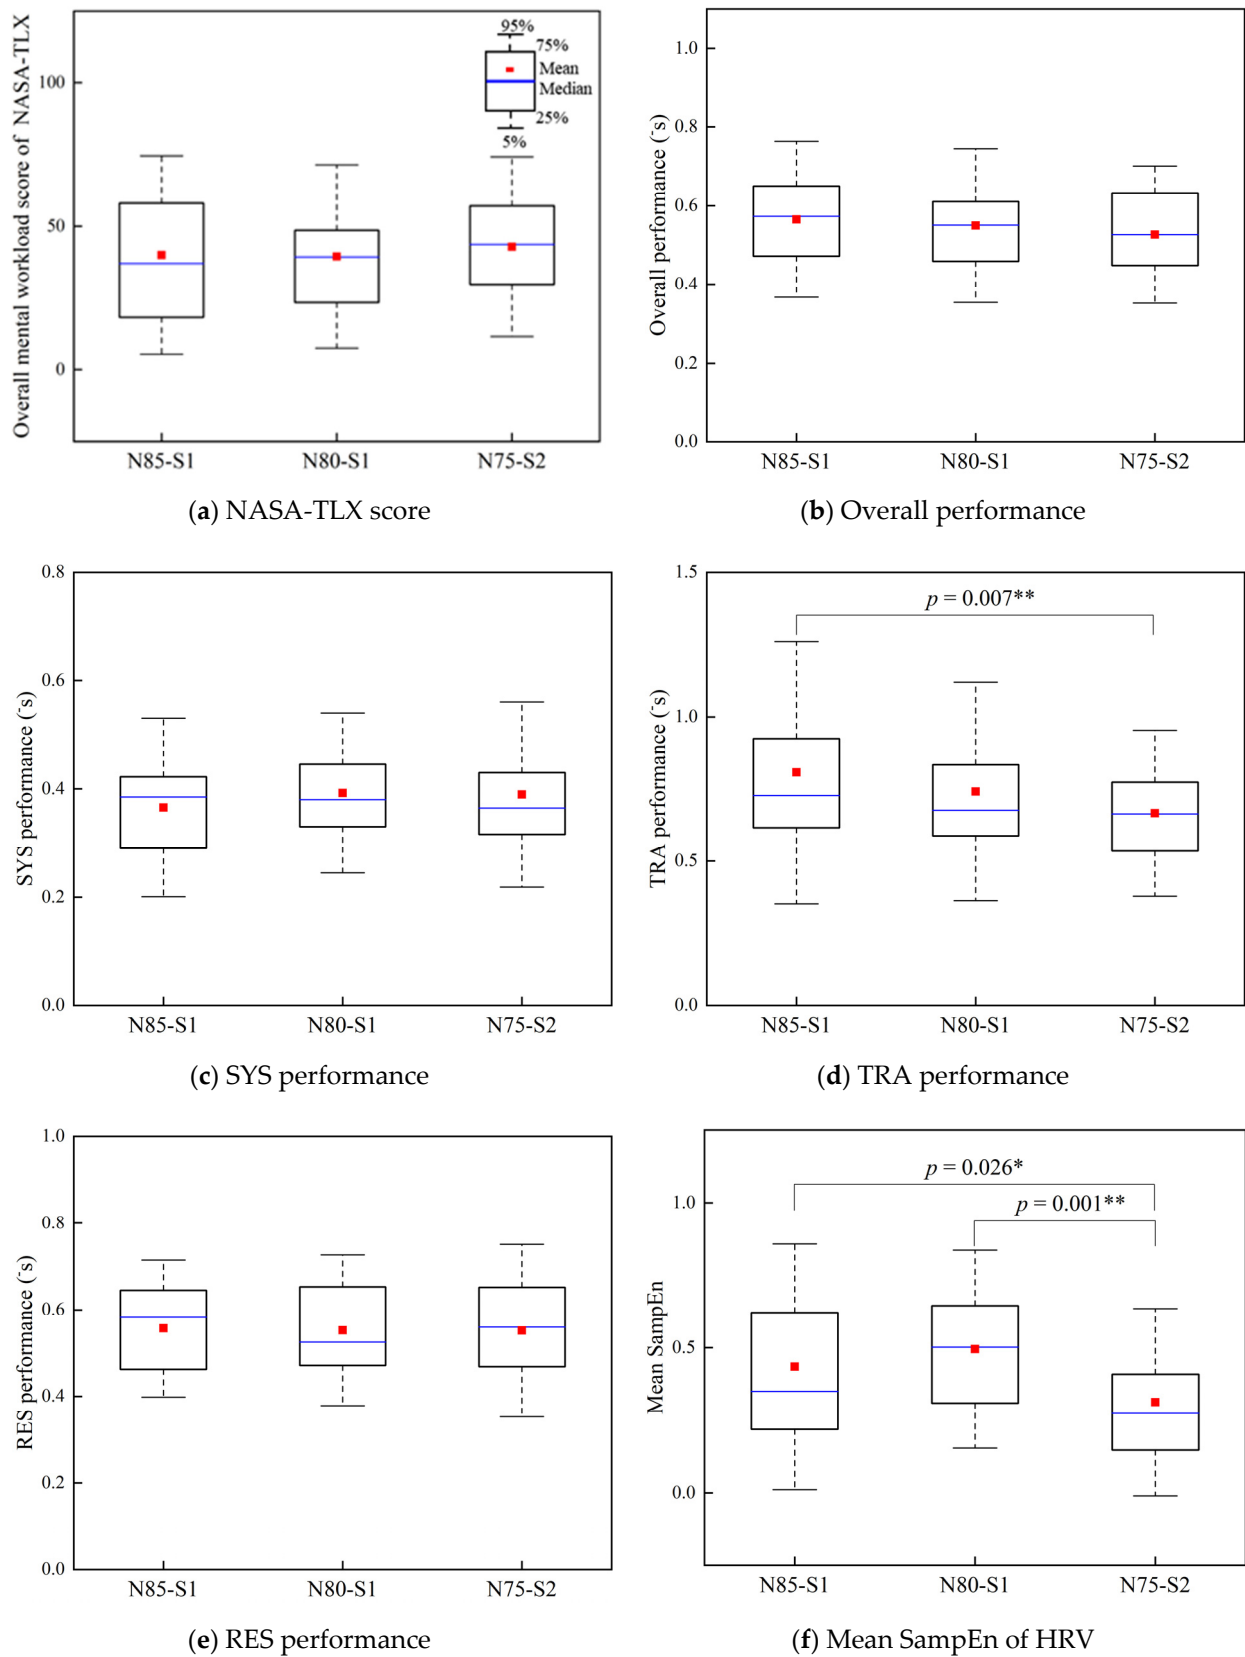 Overall mental workload score of NASA-TLX
100
50
0
95%
75%
Mean
Median
25%
5%
N85-S1 N80-S1 N75-S2
(a) NASA-TLX score
Overall performance (-s)
1.0
0.8
0.6
0.4
0.2
0.0
N85-S1 N80-S1 N75-S2
(b) Overall performance
SYS performance (-s)
0.8
0.6
0.4
0.2
0.0
N85-S1 N80-S1 N75-S2
(c) SYS performance
TRA performance (-s)
1.5
1.0
0.5
0.0
p = 0.007**
N85-S1 N80-S1 N75-S2
(d) TRA performance
RES performance (-s)
1.0
0.8
0.6
0.4
0.2
0.0
N85-S1 N80-S1 N75-S2
(e) RES performance
Mean SampEn
1.0
0.5
0.0
p = 0.026*
p = 0.001**
N85-S1 N80-S1 N75-S2
(f) Mean SampEn of HRV